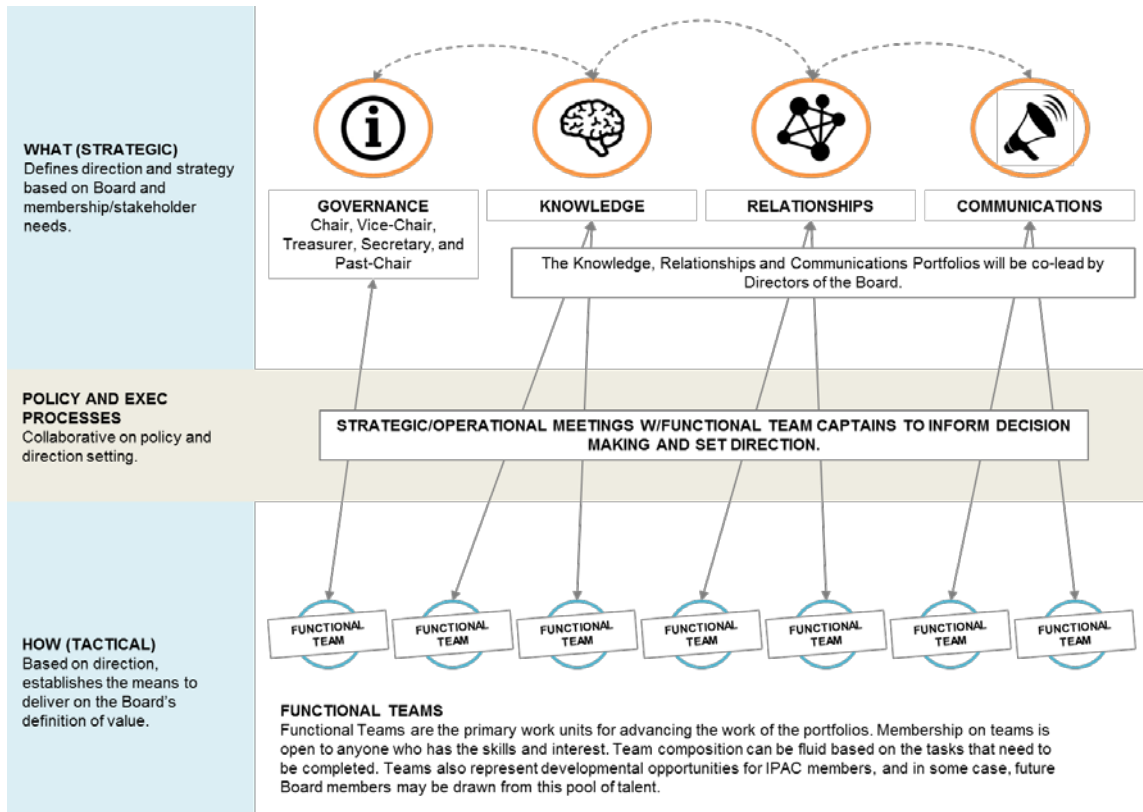 WHAT (STRATEGIC)
Defines direction and strategy
based on Board and
membership/stakeholder
needs.
GOVERNANCE
Chair, Vice-Chair,
Treasurer, Secretary, and
Past-Chair
KNOWLEDGE
RELATIONSHIPS
COMMUNICATIONS
The Knowledge, Relationships and Communications Portfolios will be co-lead by
Directors of the Board.
POLICY AND EXEC
PROCESSES
Collaborative on policy and
direction setting.
STRATEGIC/OPERATIONAL MEETINGS W/FUNCTIONAL TEAM CAPTAINS TO INFORM DECISION
MAKING AND SET DIRECTION.
HOW (TACTICAL)
Based on direction,
establishes the means to
deliver on the Board's
definition of value.
FUNCTIONAL
TEAM
FUNCTIONAL
TEAM
FUNCTIONAL
TEAM
FUNCTIONAL
TEAM
FUNCTIONAL
TEAM
FUNCTIONAL
TEAM
FUNCTIONAL
TEAM
FUNCTIONAL TEAMS
Functional Teams are the primary work units for advancing the work of the portfolios. Membership on teams is
open to anyone who has the skills and interest. Team composition can be fluid based on the tasks that need to
be completed. Teams also represent developmental opportunities for IPAC members, and in some case, future
Board members may be drawn from this pool of talent.